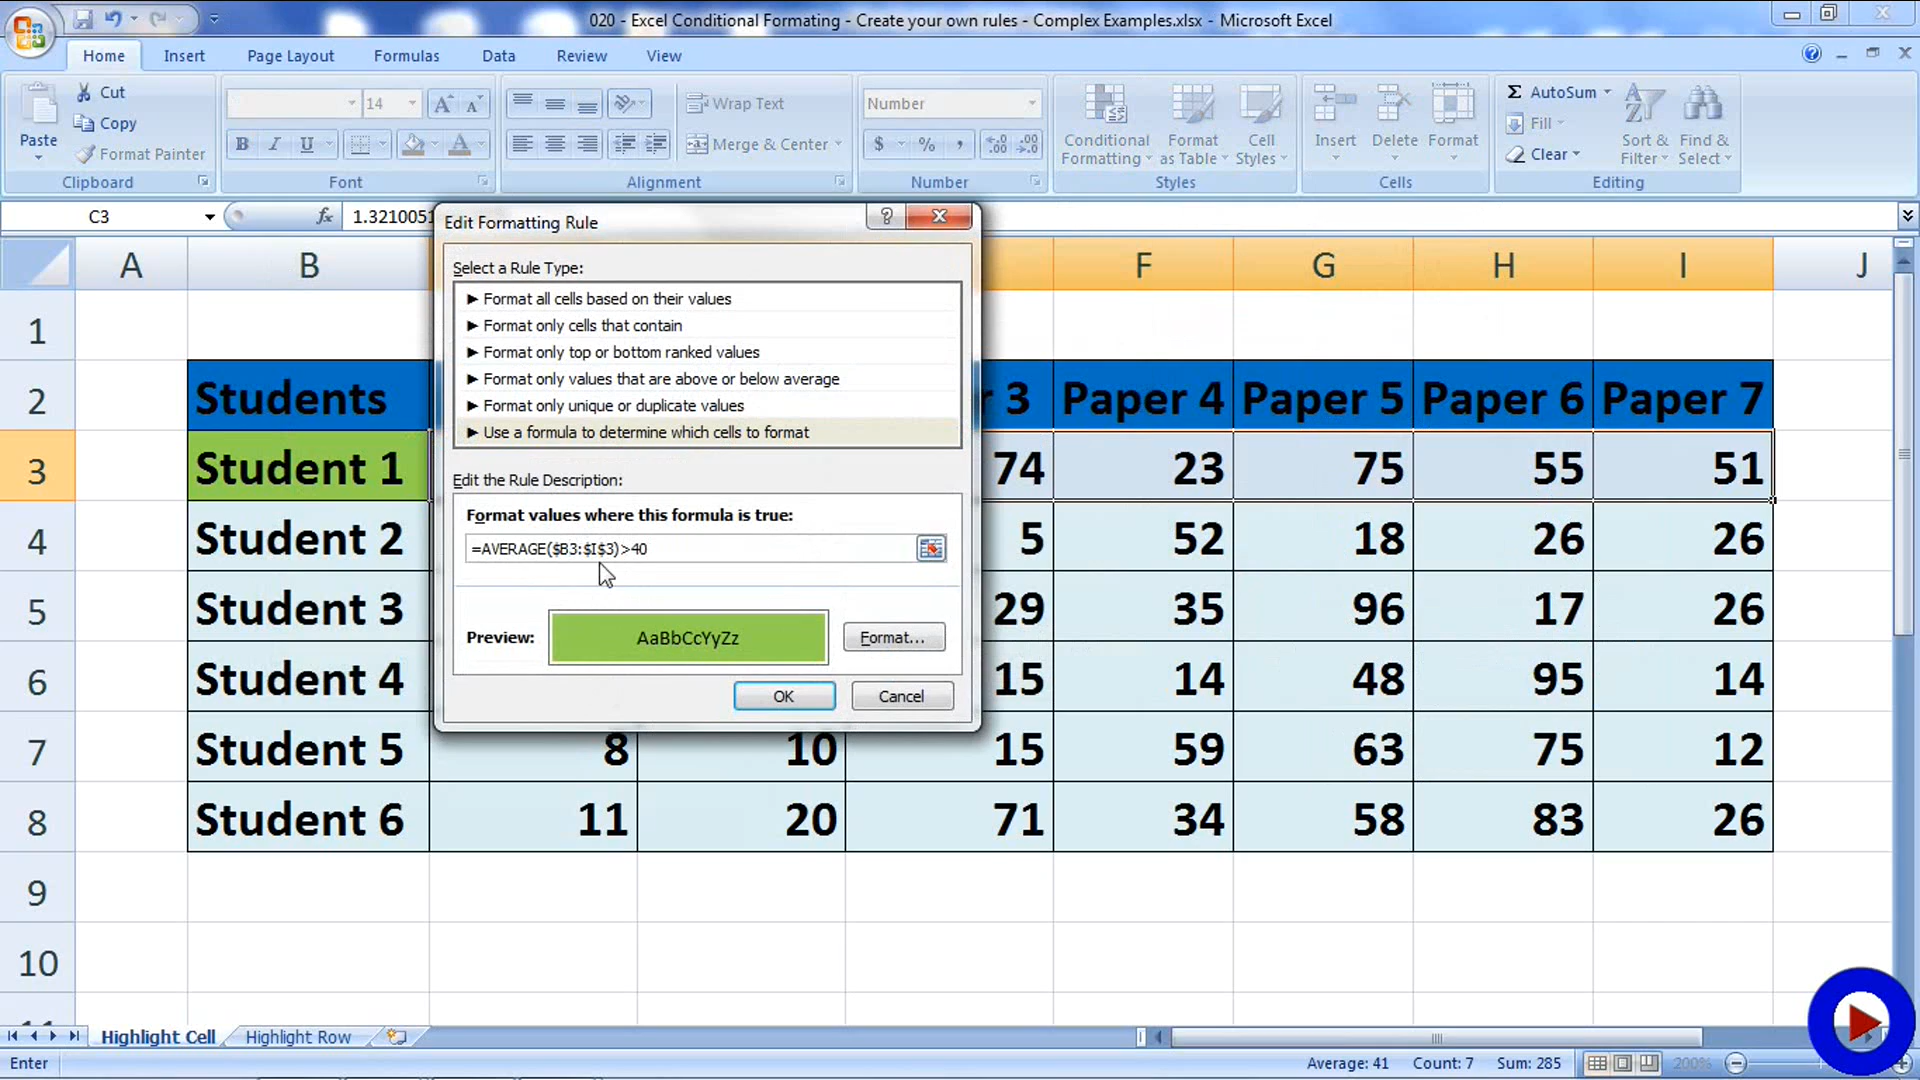 020 - Excel Conditional Formating - Create your own rules - Complex Examples.xlsx - Microsoft Excel
Home Insert Page Layout Formulas Data Review View
Paste
Cut
Copy
Format Painter
Clipboard
14
Font
Wrap Text
Merge & Center
Alignment
Number
$ % ,
Number
Conditional Formatting
Format as Table
Cell Styles
Styles
Insert
Delete
Format
Cells
Σ AutoSum
Fill
Clear
Sort & Filter
Find & Select
Editing
C3 fx 1.3210051
Edit Formatting Rule
Select a Rule Type:
► Format all cells based on their values
► Format only cells that contain
► Format only top or bottom ranked values
► Format only values that are above or below average
► Format only unique or duplicate values
► Use a formula to determine which cells to format
Edit the Rule Description:
Format values where this formula is true:
=AVERAGE($B3:$I$3)>40
Preview: AaBbCcYyZz Format...
OK Cancel
A B F G H I J
1
2 Students r 3 Paper 4 Paper 5 Paper 6 Paper 7
3 Student 1 74 23 75 55 51
4 Student 2 5 52 18 26 26
5 Student 3 29 35 96 17 26
6 Student 4 15 14 48 95 14
7 Student 5 8 10 15 59 63 75 12
8 Student 6 11 20 71 34 58 83 26
9
10
Highlight Cell Highlight Row
Enter Average: 41 Count: 7 Sum: 285 200%